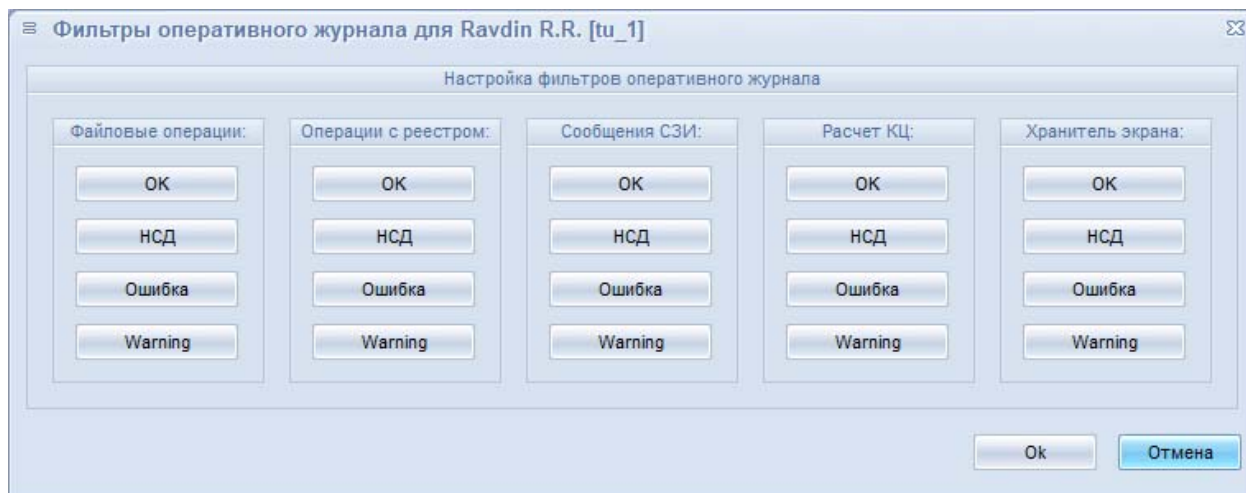 Фильтры оперативного журнала для Ravdin R.R. [tu_1]
Настройка фильтров оперативного журнала
Файловые операции:
OK
НСД
Ошибка
Warning
Операции с реестром:
OK
НСД
Ошибка
Warning
Сообщения СЗИ:
OK
НСД
Ошибка
Warning
Расчет КЦ:
OK
НСД
Ошибка
Warning
Хранитель экрана:
OK
НСД
Ошибка
Warning
Ok
Отмена